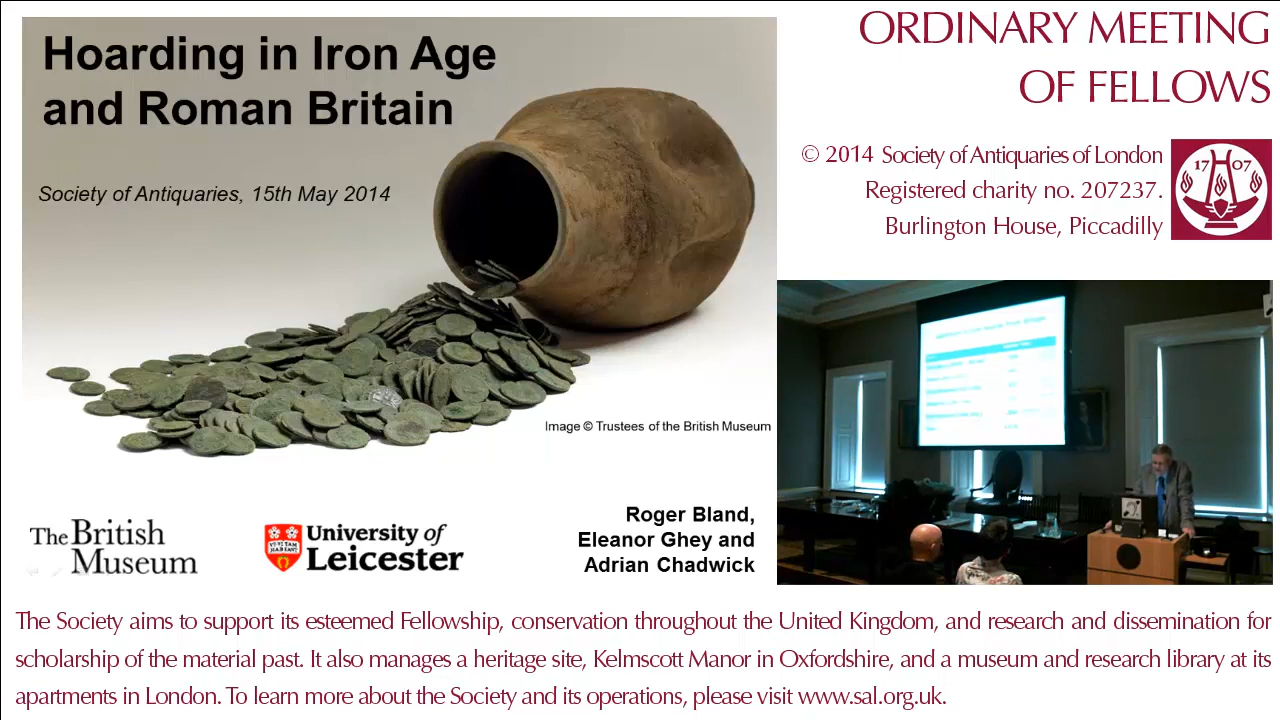 Hoarding in Iron Age
and Roman Britain
Society of Antiquaries, 15th May 2014
Image © Trustees of the British Museum
The British
Museum
University of
Leicester
Roger Bland,
Eleanor Ghey and
Adrian Chadwick
ORDINARY MEETING
OF FELLOWS
© 2014 Society of Antiquaries of London
Registered charity no. 207237.
Burlington House, Piccadilly
17 07
The Society aims to support its esteemed Fellowship, conservation throughout the United Kingdom, and research and dissemination for
scholarship of the material past. It also manages a heritage site, Kelmscott Manor in Oxfordshire, and a museum and research library at its
apartments in London. To learn more about the Society and its operations, please visit www.sal.org.uk.